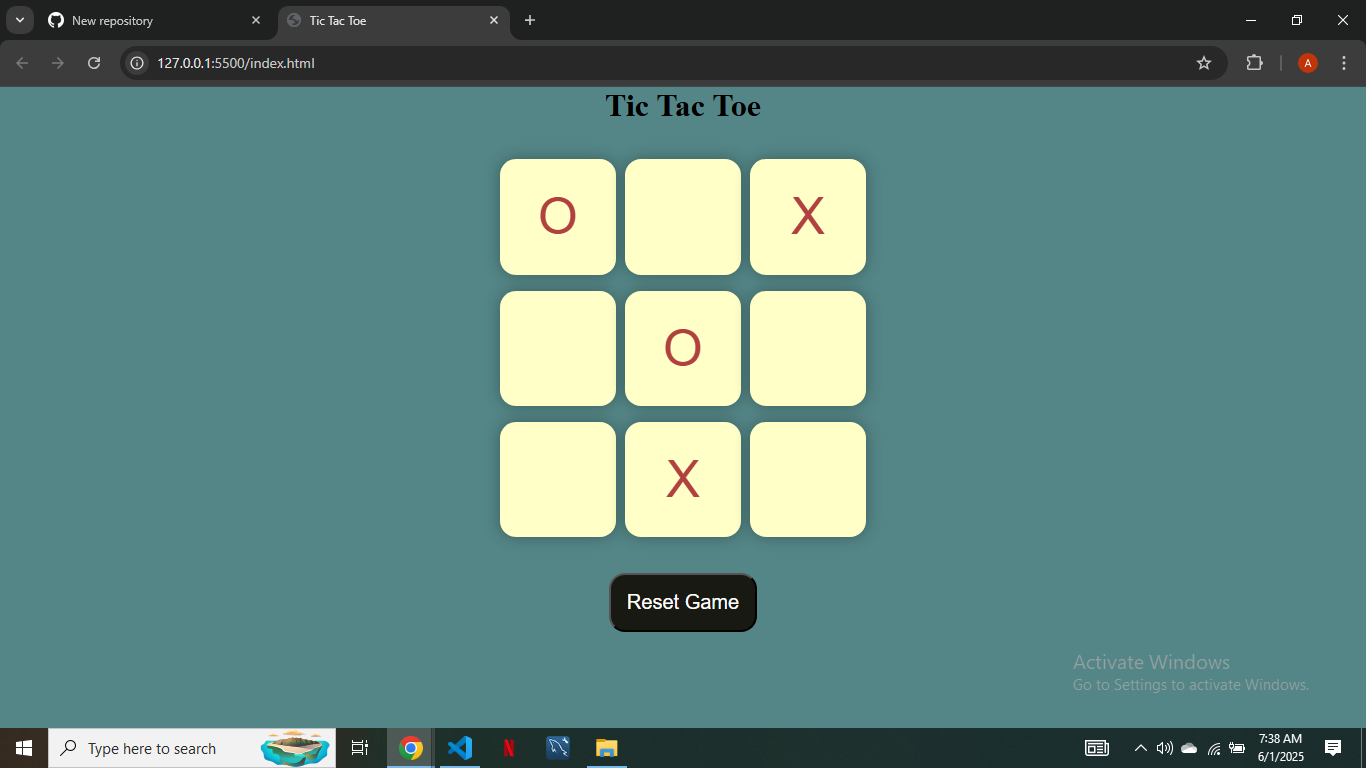 New repository
Tic Tac Toe
127.0.0.1:5500/index.html
A
Tic Tac Toe
O X
O
X
Reset Game
Activate Windows
Go to Settings to activate Windows.
Type here to search
N
7:38 AM
6/1/2025